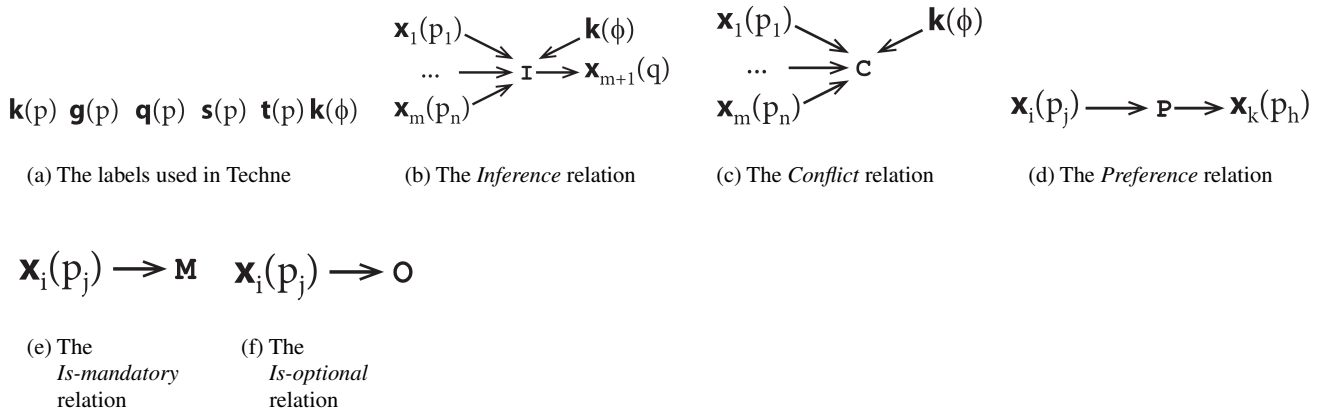 k(p) g(p) q(p) s(p) t(p) k(ϕ)
(a) The labels used in Techne
x1(p1) k(ϕ)
... I xm+1(q)
xm(pn)
(b) The Inference relation
x1(p1) k(ϕ)
... C
xm(pn)
(c) The Conflict relation
xi(pj) P xk(ph)
(d) The Preference relation
xi(pj) M
(e) The
Is-mandatory
relation
xi(pj) O
(f) The
Is-optional
relation